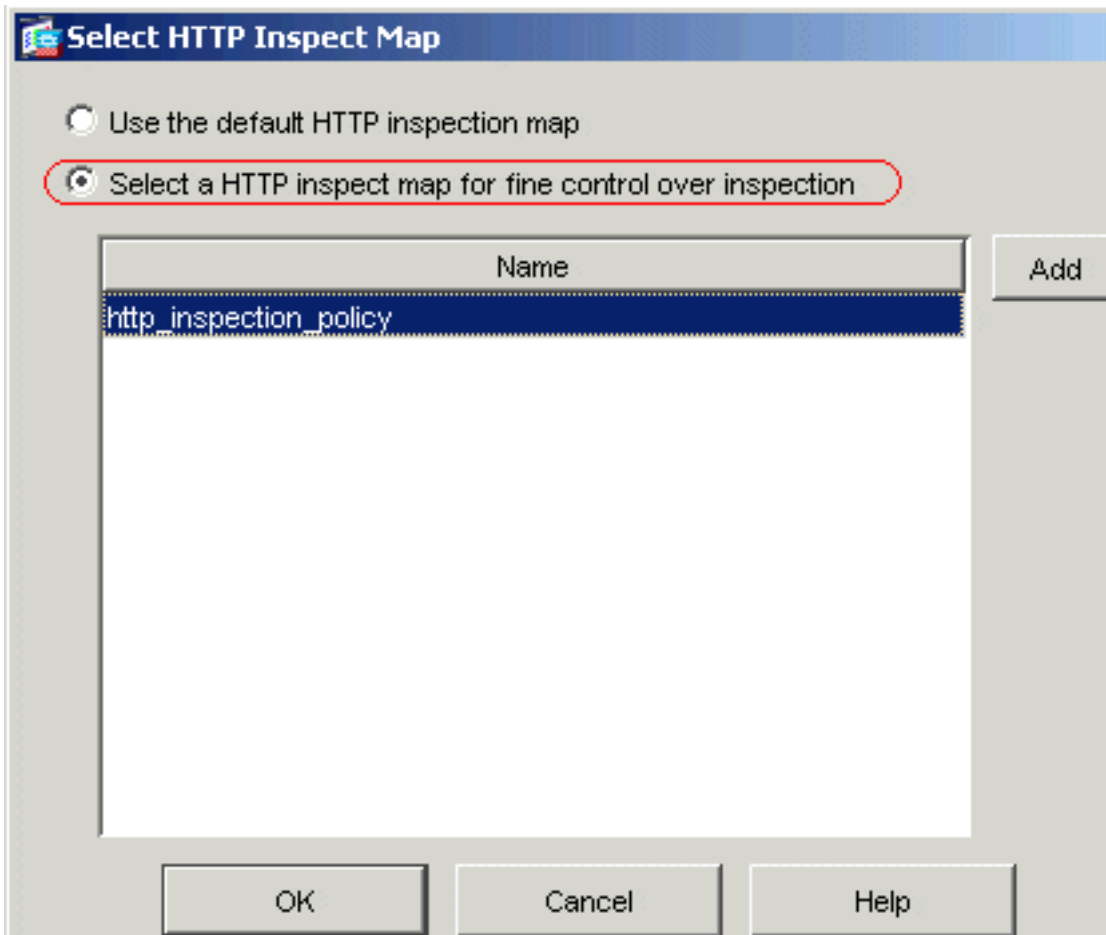 Select HTTP Inspect Map
Use the default HTTP inspection map
Select a HTTP inspect map for fine control over inspection
Name
Add
http_inspection_policy
OK
Cancel
Help